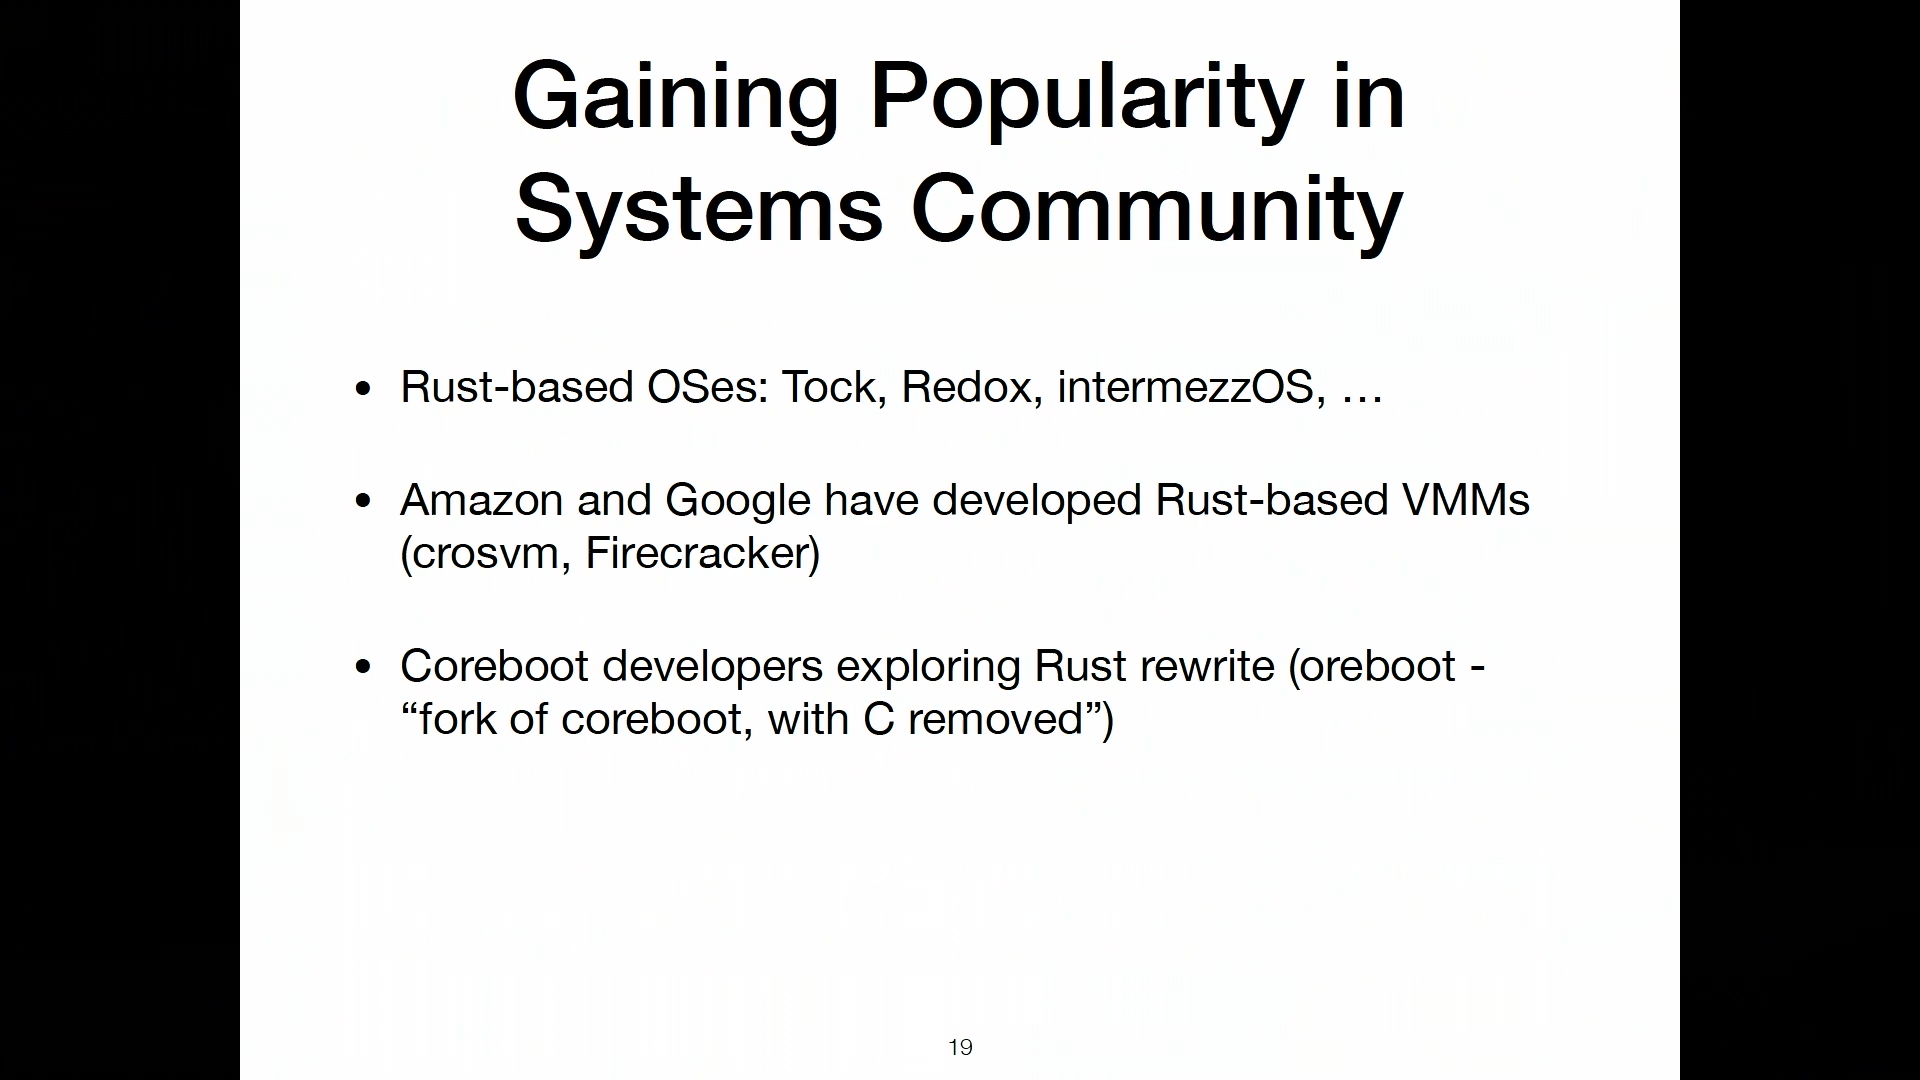 Gaining Popularity in
Systems Community
• Rust-based OSes: Tock, Redox, intermezzOS, …
• Amazon and Google have developed Rust-based VMMs
(crosvm, Firecracker)
• Coreboot developers exploring Rust rewrite (oreboot -
“fork of coreboot, with C removed”)
19